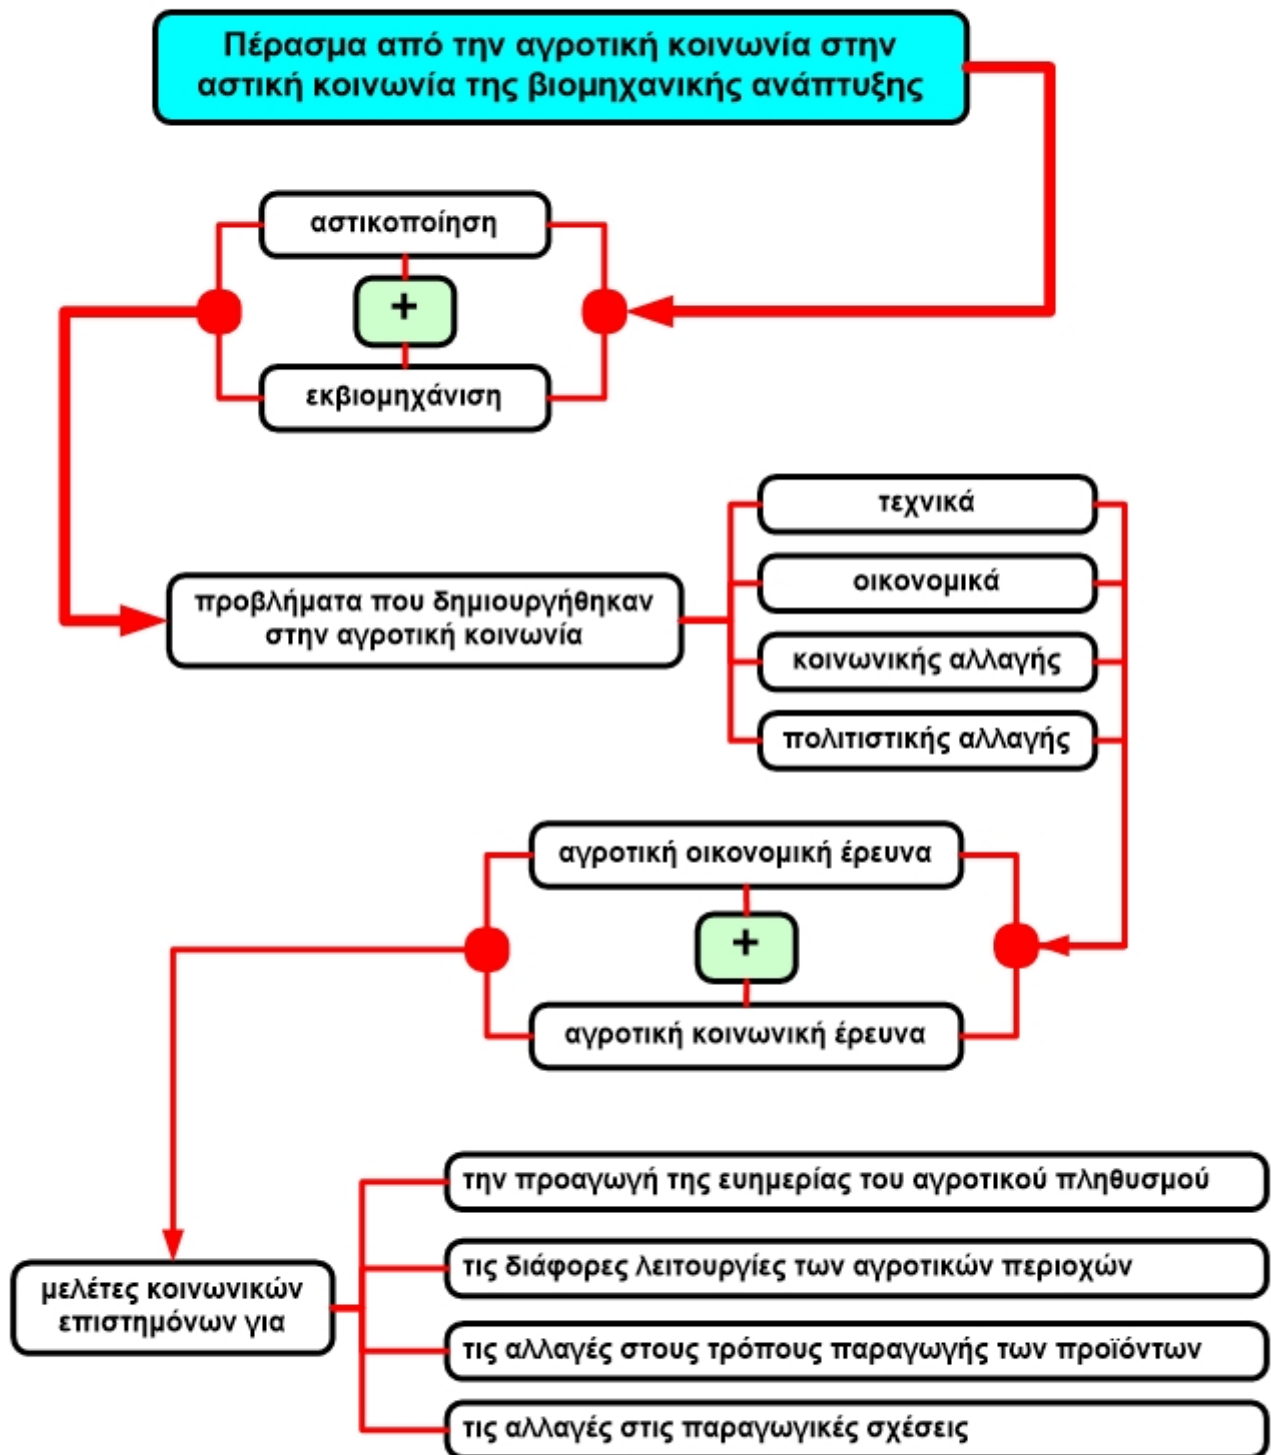 Πέρασμα από την αγροτική κοινωνία στην
αστική κοινωνία της βιομηχανικής ανάπτυξης
αστικοποίηση
+
εκβιομηχάνιση
προβλήματα που δημιουργήθηκαν
στην αγροτική κοινωνία
τεχνικά
οικονομικά
κοινωνικής αλλαγής
πολιτιστικής αλλαγής
αγροτική οικονομική έρευνα
+
αγροτική κοινωνική έρευνα
μελέτες κοινωνικών
επιστημόνων για
την προαγωγή της ευημερίας του αγροτικού πληθυσμού
τις διάφορες λειτουργίες των αγροτικών περιοχών
τις αλλαγές στους τρόπους παραγωγής των προϊόντων
τις αλλαγές στις παραγωγικές σχέσεις